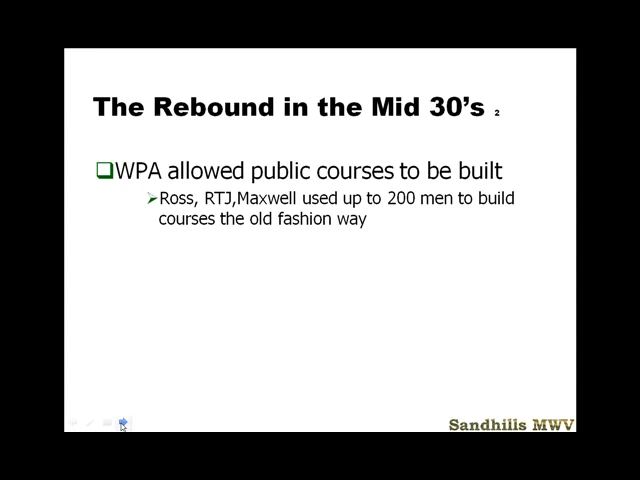 The Rebound in the Mid 30's 2
WPA allowed public courses to be built
Ross, RTJ,Maxwell used up to 200 men to build
courses the old fashion way
Sandhills MWV